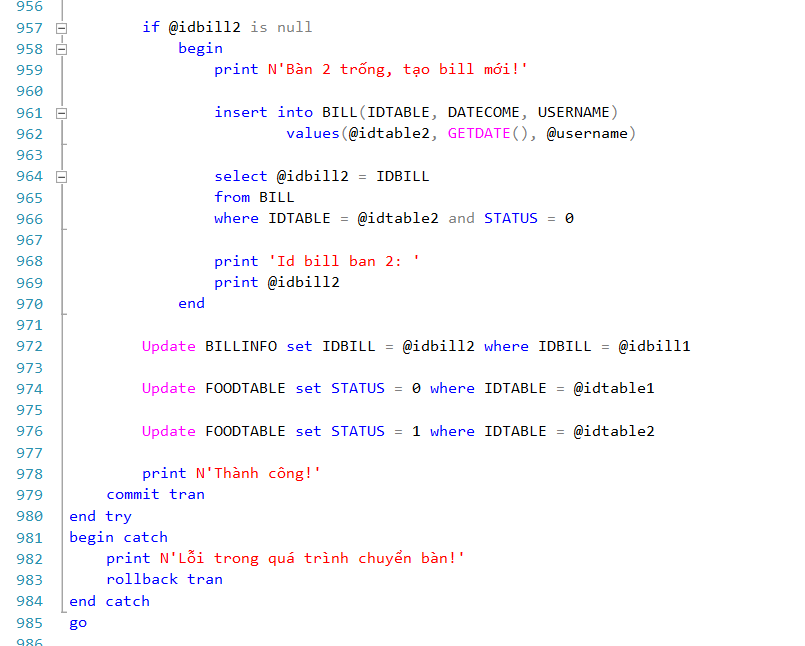 956
957 if @idbill2 is null
958 begin
959 print N'Bàn 2 trống, tạo bill mới!'
960
961 insert into BILL(IDTABLE, DATECOME, USERNAME)
962 values(@idtable2, GETDATE(), @username)
963
964 select @idbill2 = IDBILL
965 from BILL
966 where IDTABLE = @idtable2 and STATUS = 0
967
968 print 'Id bill ban 2: '
969 print @idbill2
970 end
971
972 Update BILLINFO set IDBILL = @idbill2 where IDBILL = @idbill1
973
974 Update FOODTABLE set STATUS = 0 where IDTABLE = @idtable1
975
976 Update FOODTABLE set STATUS = 1 where IDTABLE = @idtable2
977
978 print N'Thành công!'
979 commit tran
980 end try
981 begin catch
982 print N'Lỗi trong quá trình chuyển bàn!'
983 rollback tran
984 end catch
985 go
986